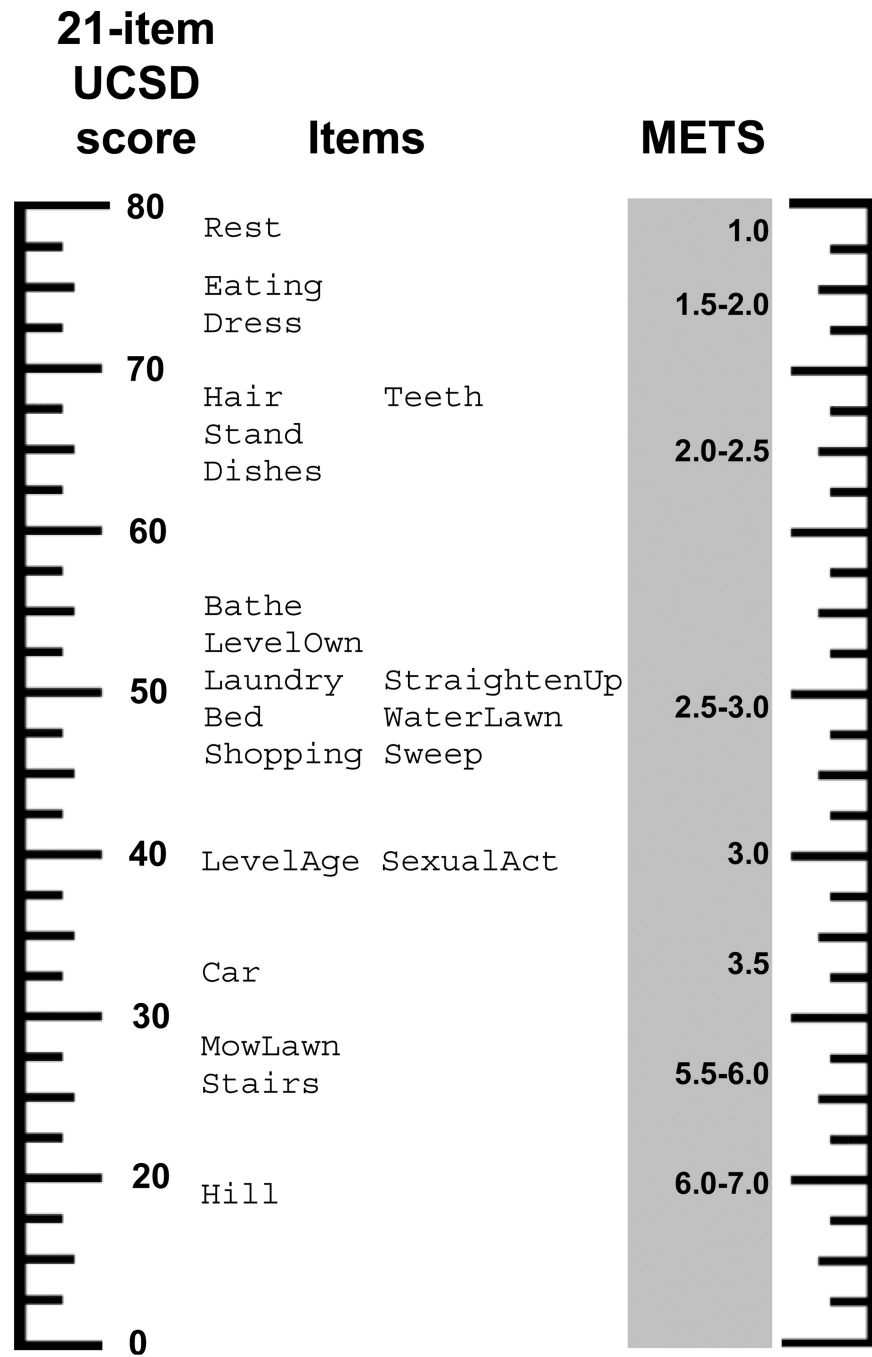 21-item
UCSD
score Items METS
80
Rest 1.0
Eating
1.5-2.0
Dress
70
Hair Teeth
Stand
2.0-2.5
Dishes
60
Bathe
LevelOwn
Laundry StraightenUp
50
2.5-3.0
Bed WaterLawn
Shopping Sweep
40 3.0
LevelAge SexualAct
3.5
Car
30
MowLawn
5.5-6.0
Stairs
20
6.0-7.0
Hill
0